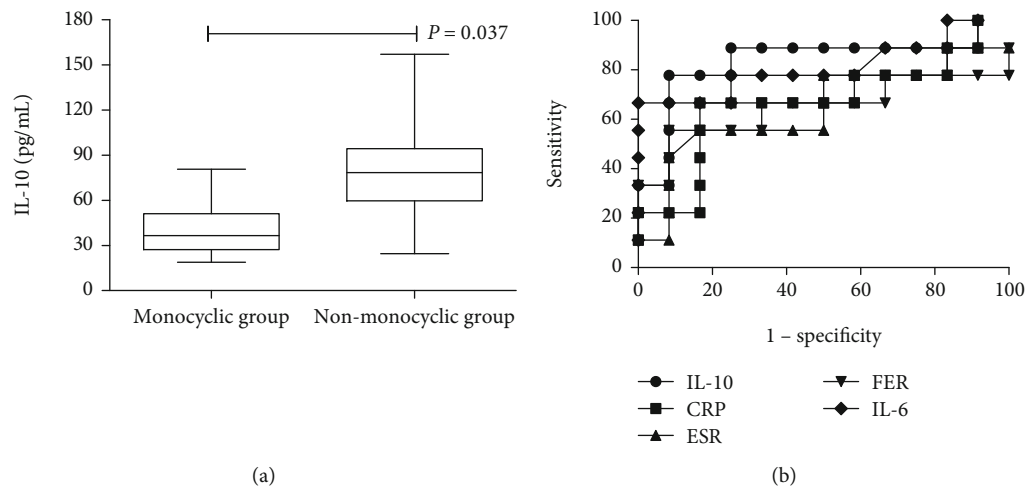 180
150
120
90
60
30
0
IL-10 (pg/mL)
P = 0.037
Monocyclic group
Non-monocyclic group
(a)
100
80
60
40
20
0
Sensitivity
0 20 40 60 80 100
1 – specificity
IL-10
CRP
ESR
FER
IL-6
(b)